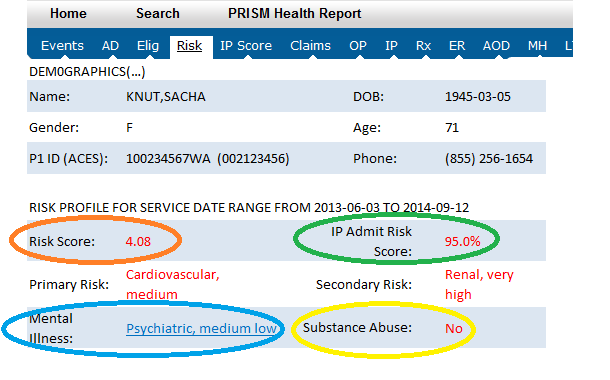 Home Search PRISM Health Report
Events AD Elig Risk IP Score Claims OP IP Rx ER AOD MH
DEM0GRAPHICS(...)
Name: KNUT,SACHA DOB: 1945-03-05
Gender: F Age: 71
P1 ID (ACES): 100234567WA (002123456) Phone: (855) 256-1654
RISK PROFILE FOR SERVICE DATE RANGE FROM 2013-06-03 TO 2014-09-12
Risk Score: 4.08 IP Admit Risk Score: 95.0%
Primary Risk: Cardiovascular, medium Secondary Risk: Renal, very high
Mental Illness: Psychiatric, medium low Substance Abuse: No